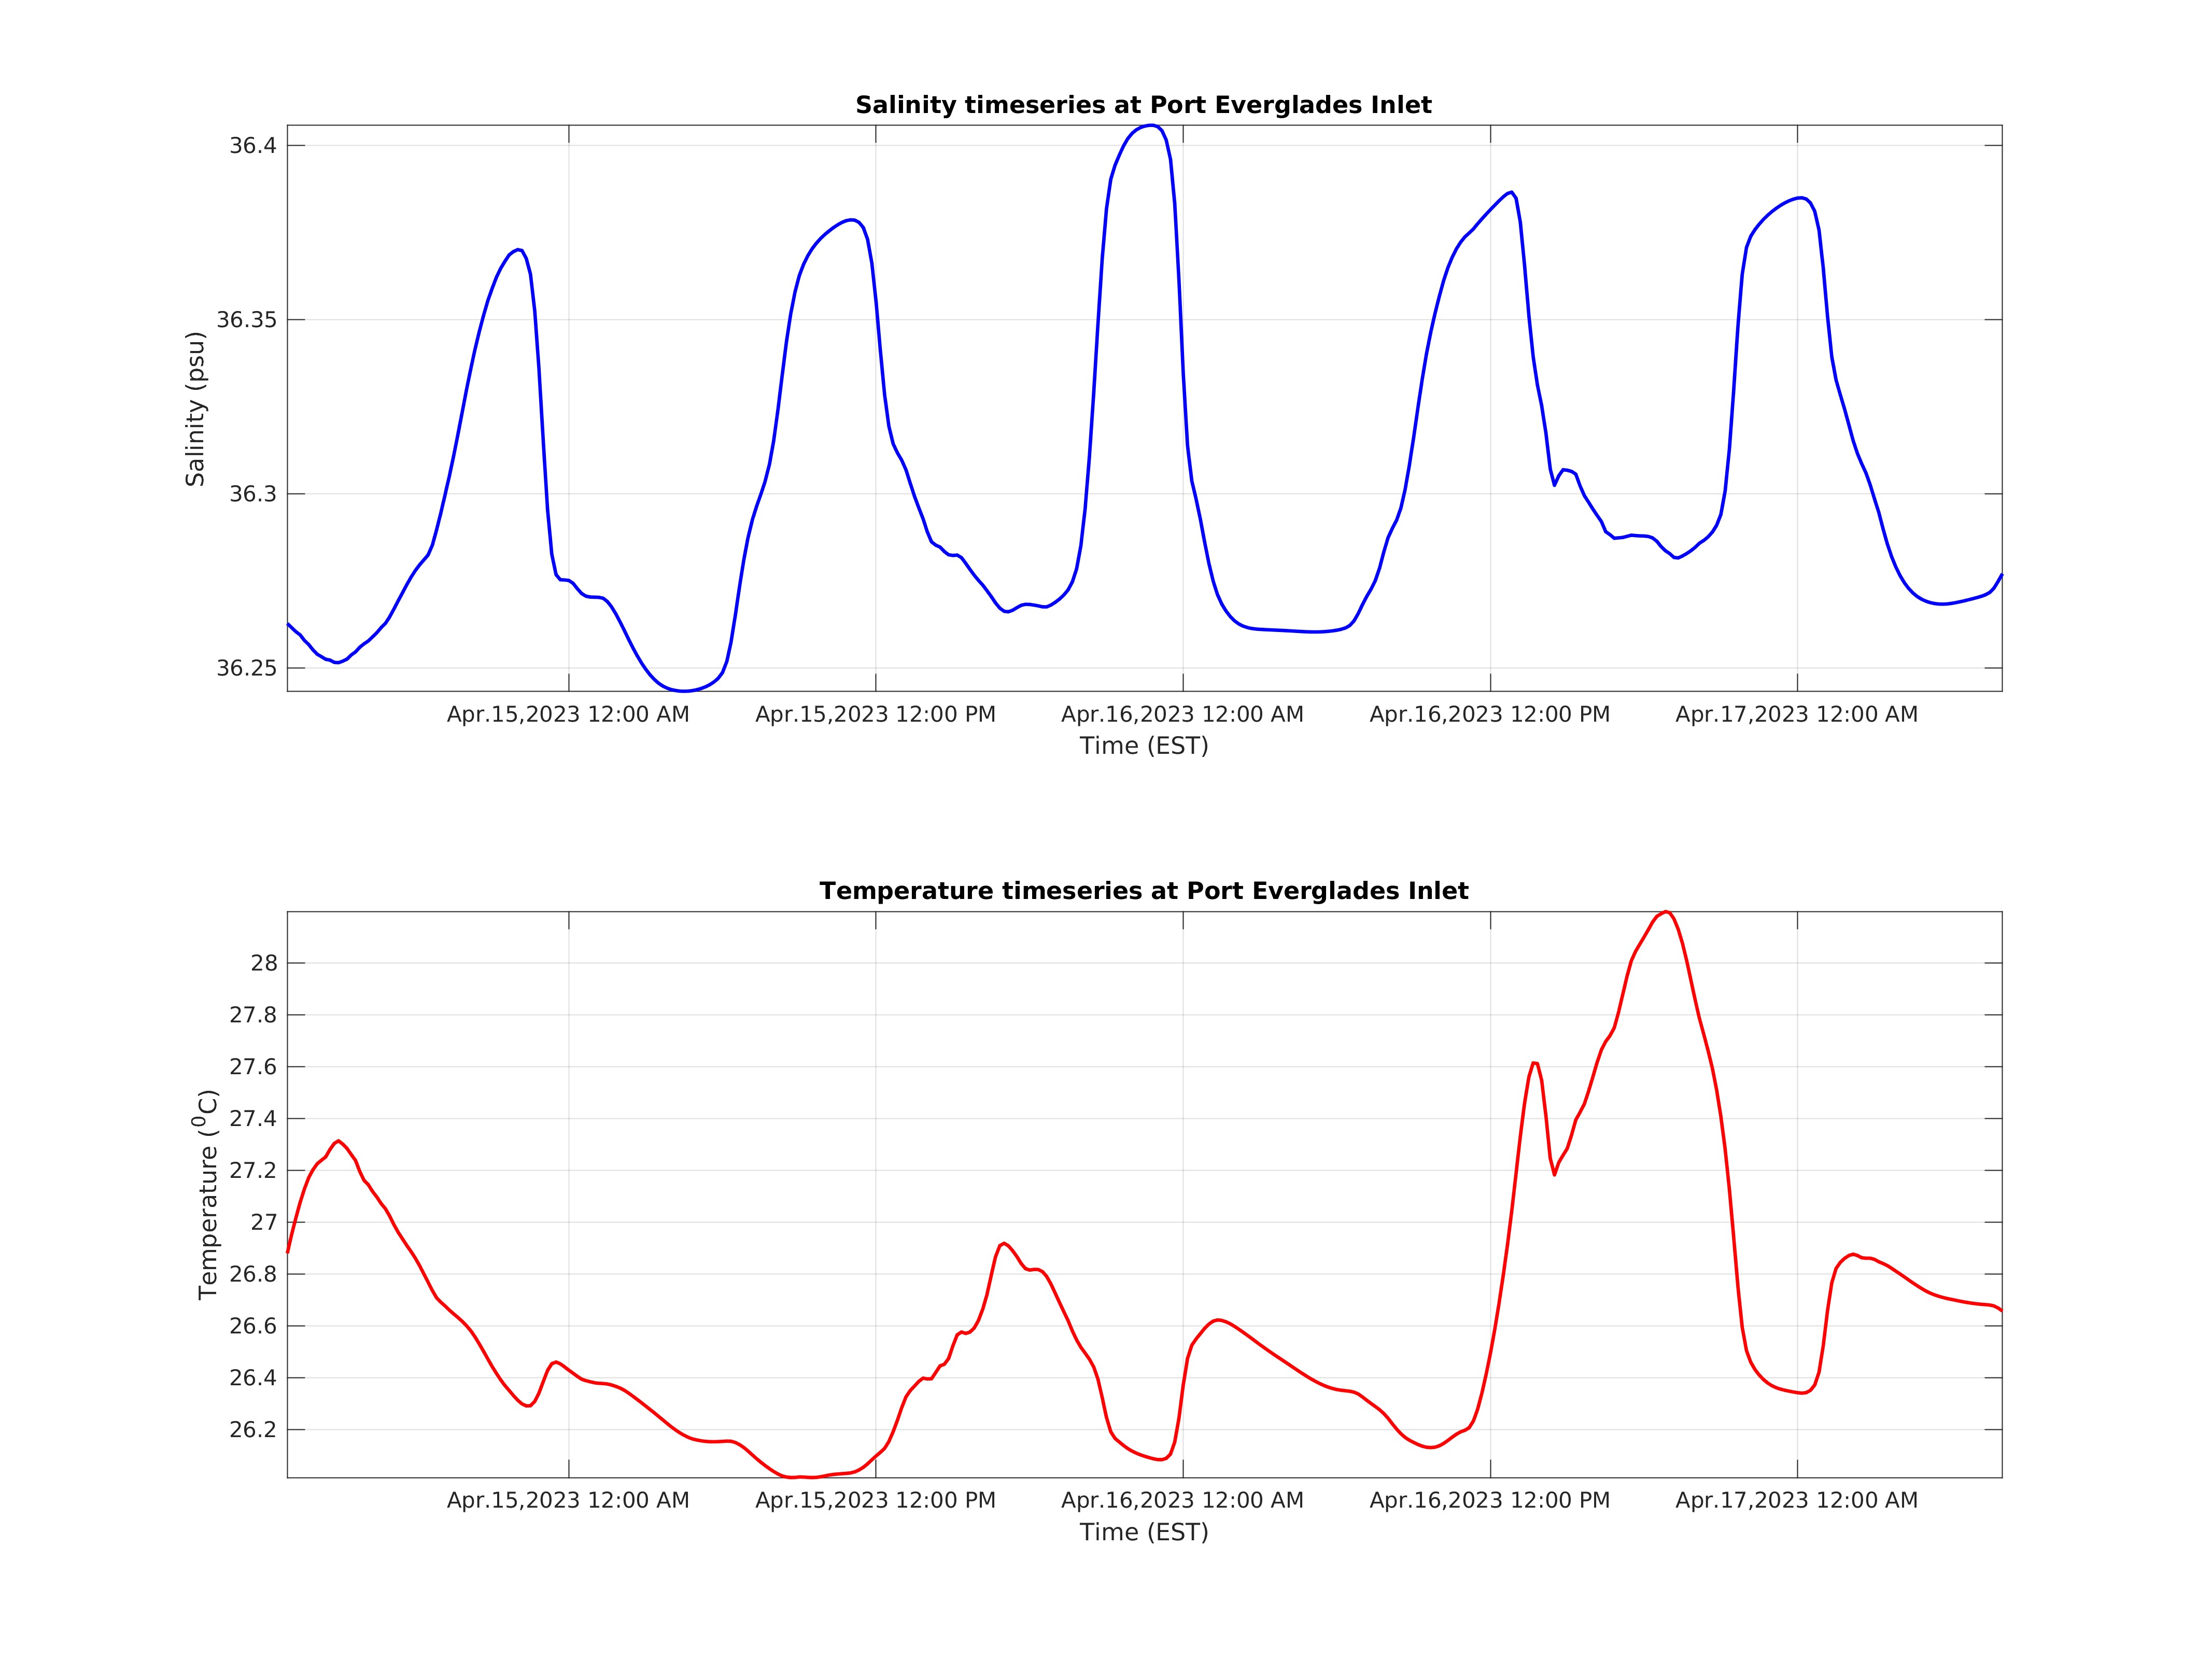 Salinity timeseries at Port Everglades Inlet
36.4
36.35
36.3
36.25
Salinity (psu)
Apr.15,2023 12:00 AM Apr.15,2023 12:00 PM Apr.16,2023 12:00 AM Apr.16,2023 12:00 PM Apr.17,2023 12:00 AM
Time (EST)
Temperature timeseries at Port Everglades Inlet
28
27.8
27.6
27.4
27.2
27
26.8
26.6
26.4
26.2
Temperature (⁰C)
Apr.15,2023 12:00 AM Apr.15,2023 12:00 PM Apr.16,2023 12:00 AM Apr.16,2023 12:00 PM Apr.17,2023 12:00 AM
Time (EST)